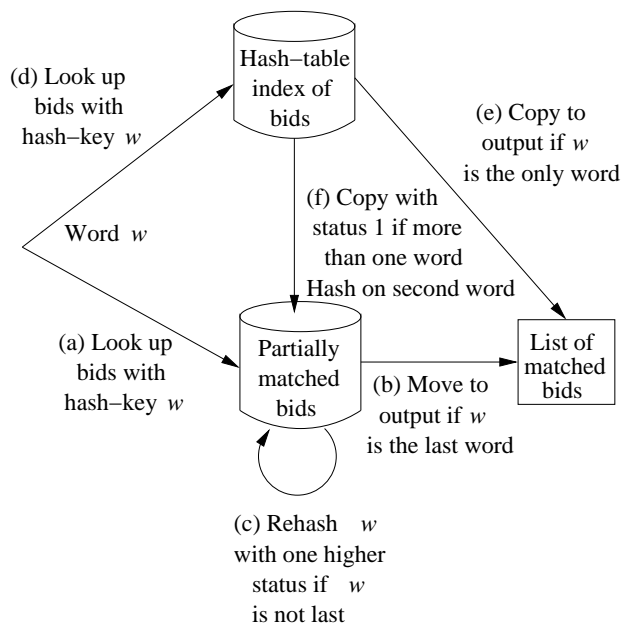 Hash−table
index of
bids
(d) Look up
bids with
hash−key w
(e) Copy to
output if w
is the only word
Word w
(f) Copy with
status 1 if more
than one word
Hash on second word
(a) Look up
bids with
hash−key w
Partially
matched
bids
List of
matched
bids
(b) Move to
output if w
is the last word
(c) Rehash w
with one higher
status if w
is not last